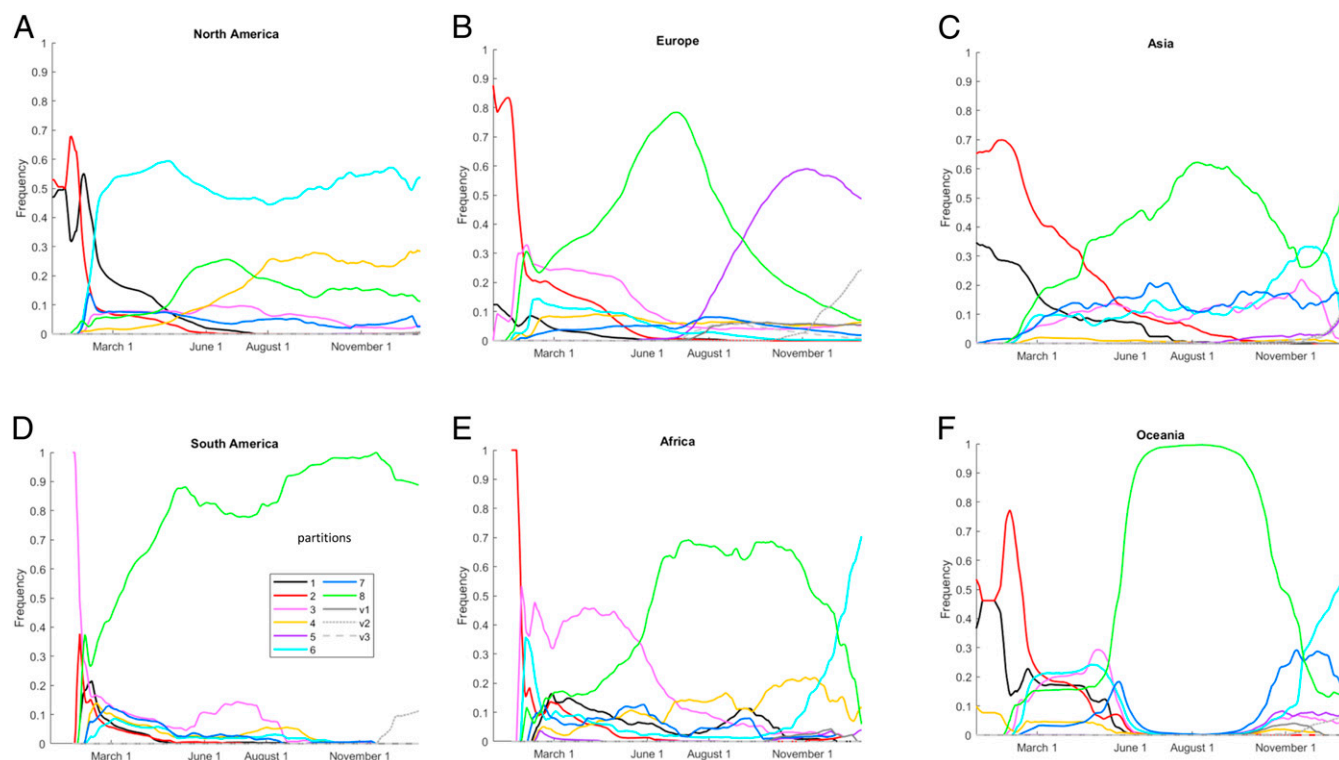 A
North America
1
0.9
0.8
0.7
0.6
0.5
0.4
0.3
0.2
0.1
0
Frequency
March 1 June 1 August 1 November 1
B
Europe
1
0.9
0.8
0.7
0.6
0.5
0.4
0.3
0.2
0.1
0
Frequency
March 1 June 1 August 1 November 1
C
Asia
1
0.9
0.8
0.7
0.6
0.5
0.4
0.3
0.2
0.1
0
Frequency
March 1 June 1 August 1 November 1
D
South America
1
0.9
0.8
0.7
0.6
0.5
0.4
0.3
0.2
0.1
0
Frequency
partitions
1 7
2 8
3 v1
4 v2
5 v3
6
March 1 June 1 August 1 November 1
E
Africa
1
0.9
0.8
0.7
0.6
0.5
0.4
0.3
0.2
0.1
0
Frequency
March 1 June 1 August 1 November 1
F
Oceania
1
0.9
0.8
0.7
0.6
0.5
0.4
0.3
0.2
0.1
0
Frequency
March 1 June 1 August 1 November 1